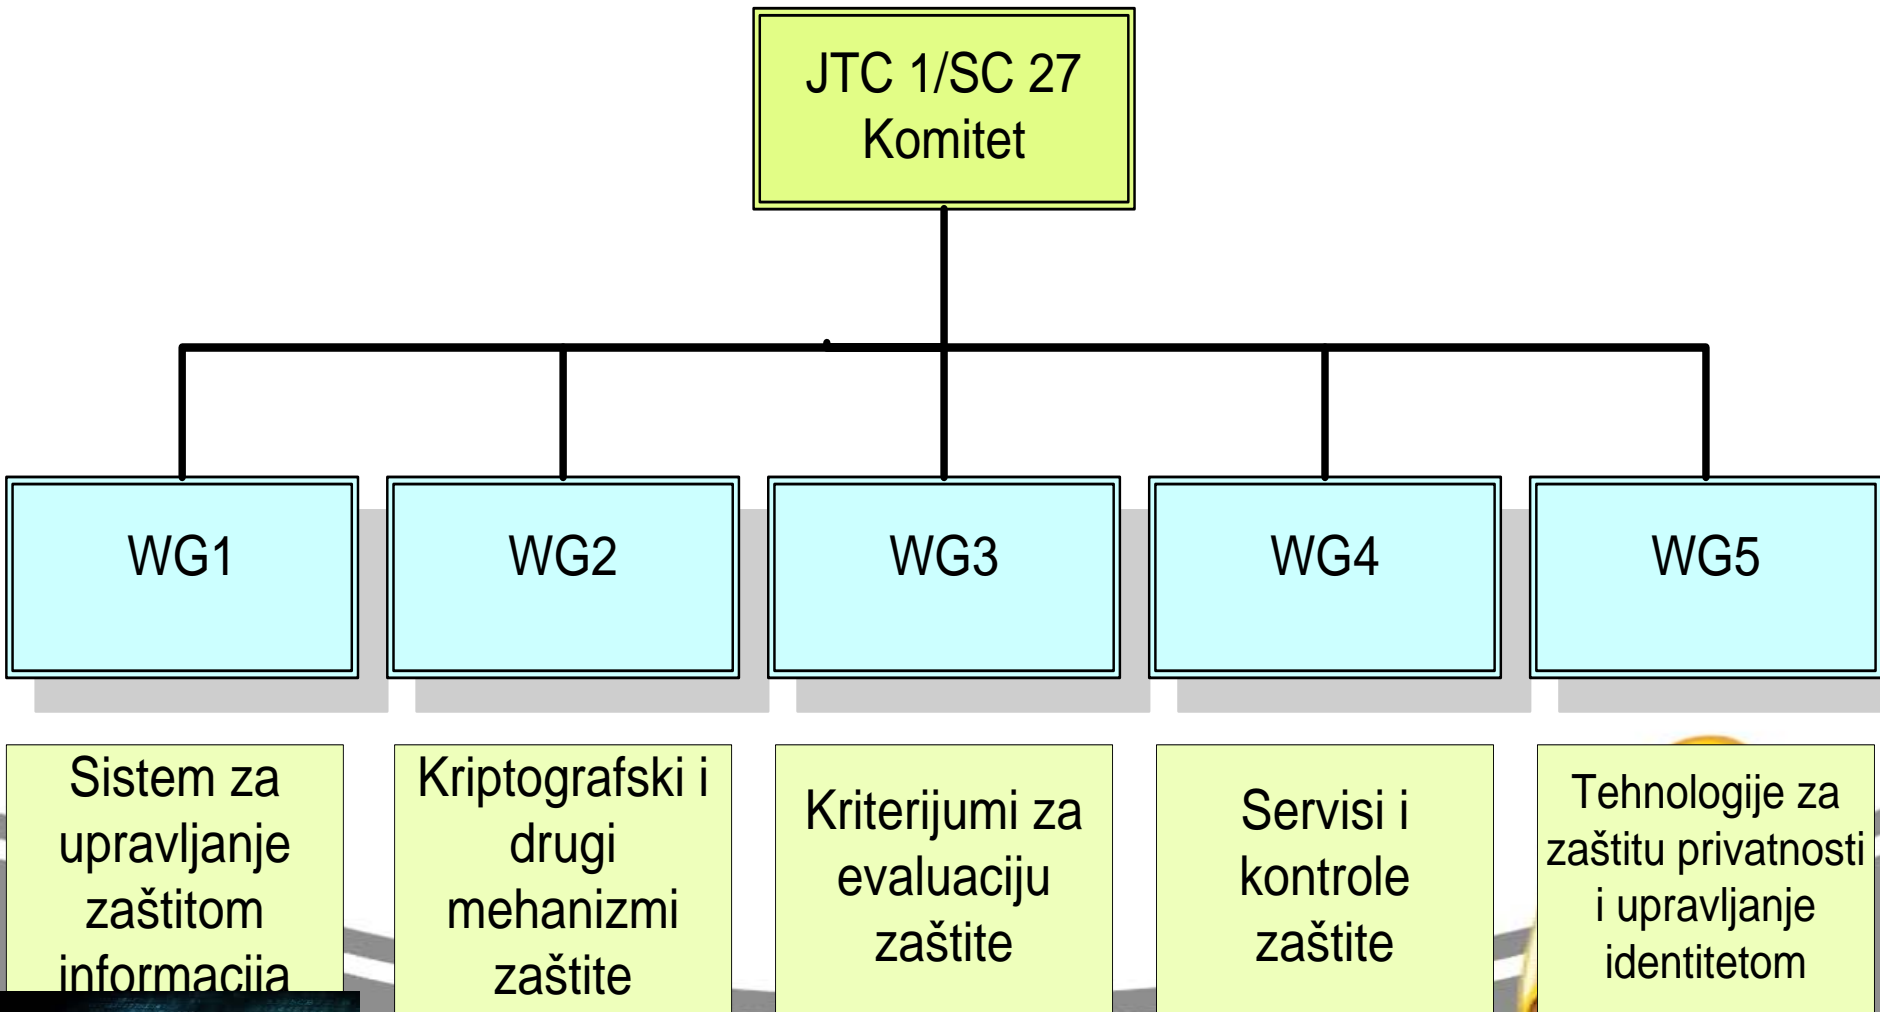 JTC 1/SC 27
Komitet
WG1
WG2
WG3
WG4
WG5
Sistem za
upravljanje
zaštitom
informacija
Kriptografski i
drugi
mehanizmi
zaštite
Kriterijumi za
evaluaciju
zaštite
Servisi i
kontrole
zaštite
Tehnologije za
zaštitu privatnosti
i upravljanje
identitetom